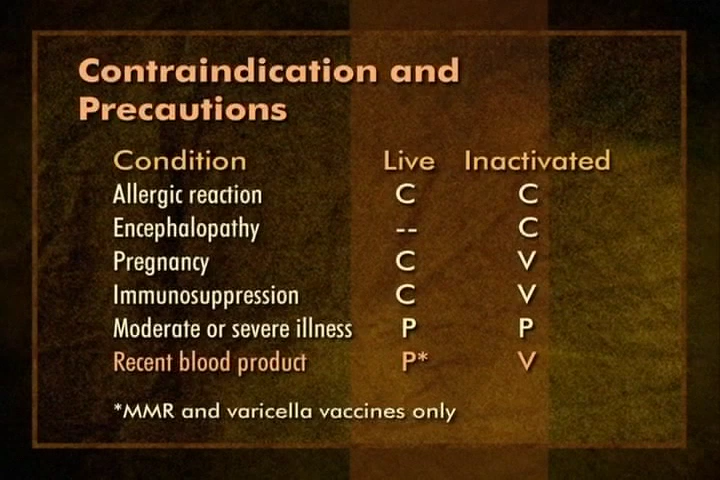 Contraindication and
Precautions
Condition Live Inactivated
Allergic reaction C C
Encephalopathy -- C
Pregnancy C V
Immunosuppression C V
Moderate or severe illness P P
Recent blood product P* V
*MMR and varicella vaccines only